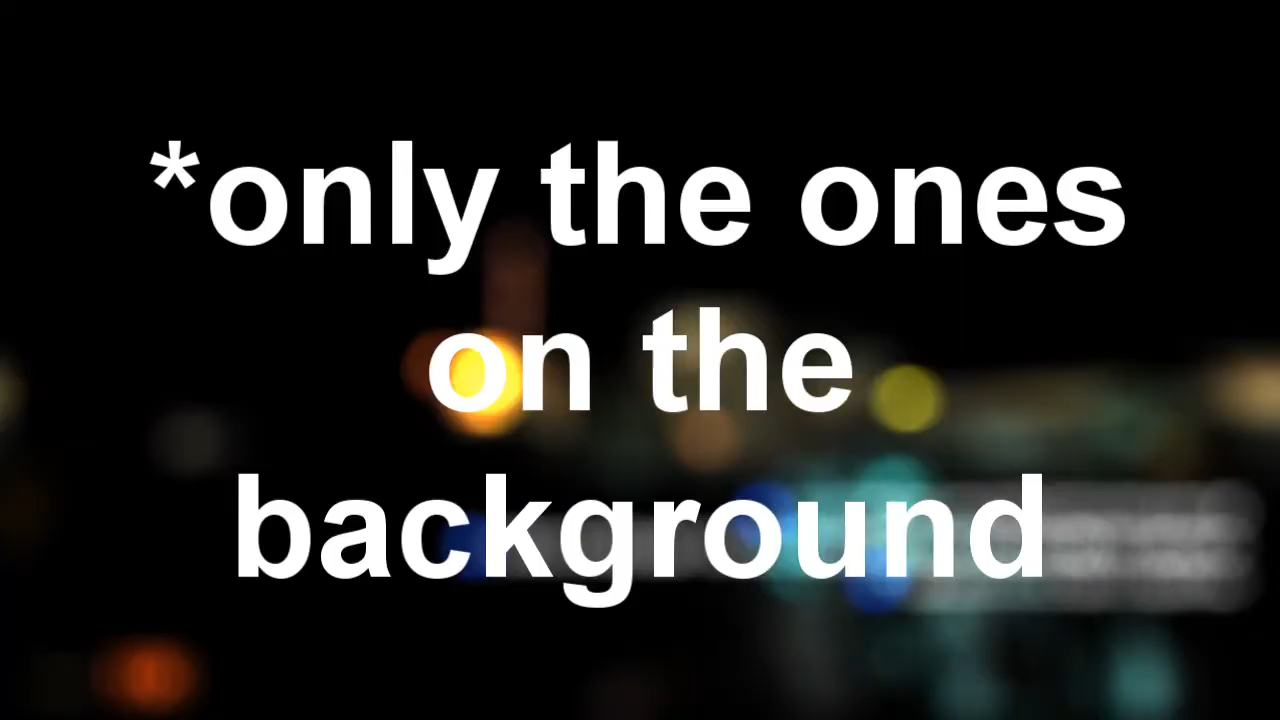 *only the ones
on the
background